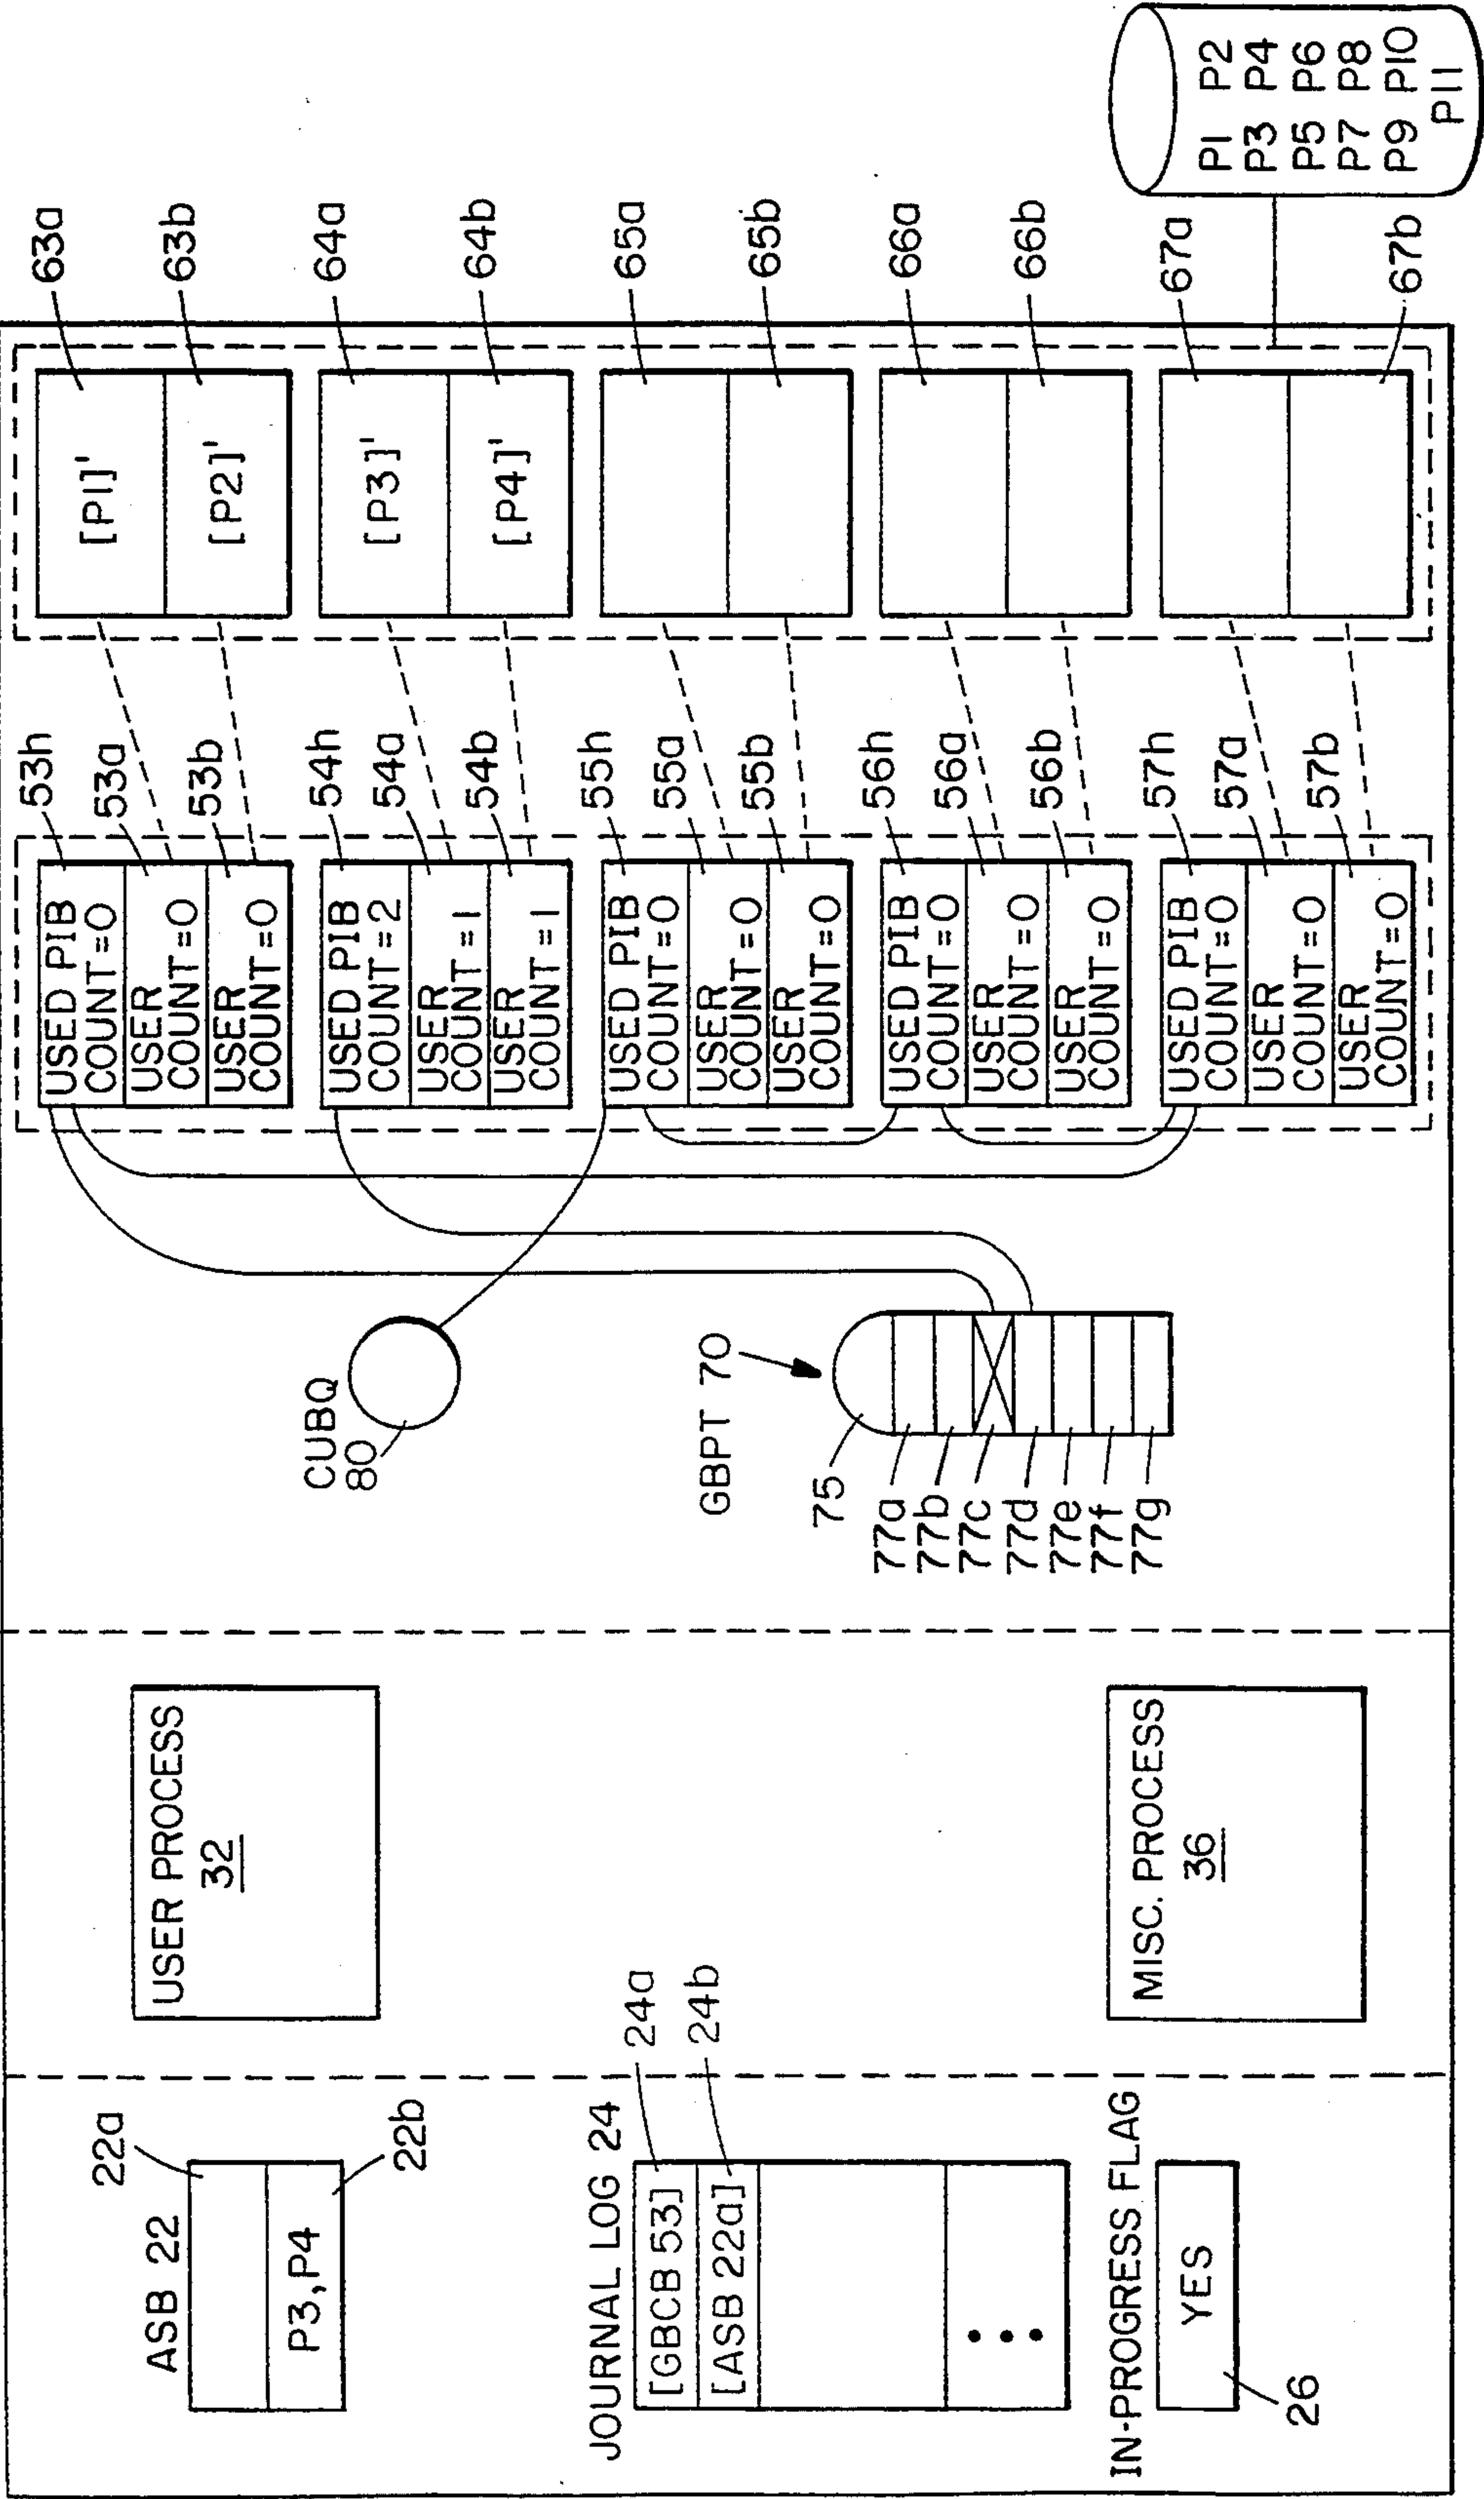 ASB 22
22a
P3,P4
22b
JOURNAL LOG 24
24a
[GBCB 53]
24b
[ASB 22a]
•••
IN-PROGRESS FLAG
YES
26
USER PROCESS
32
MISC. PROCESS
36
CUBQ
80
GBPT 70
75
77a
77b
77c
77d
77e
77f
77g
USED PIB
COUNT=0
USER
COUNT=0
USER
COUNT=0
53h
53a
53b
USED PIB
COUNT=2
USER
COUNT=1
USER
COUNT=1
54h
54a
54b
USED PIB
COUNT=0
USER
COUNT=0
USER
COUNT=0
55h
55a
55b
USED PIB
COUNT=0
USER
COUNT=0
USER
COUNT=0
56h
56a
56b
USED PIB
COUNT=0
USER
COUNT=0
USER
COUNT=0
57h
57a
57b
[P1]'
[P2]'
63a
63b
[P3]'
[P4]'
64a
64b
65a
65b
66a
66b
67a
67b
P1 P2
P3 P4
P5 P6
P7 P8
P9 P10
P11